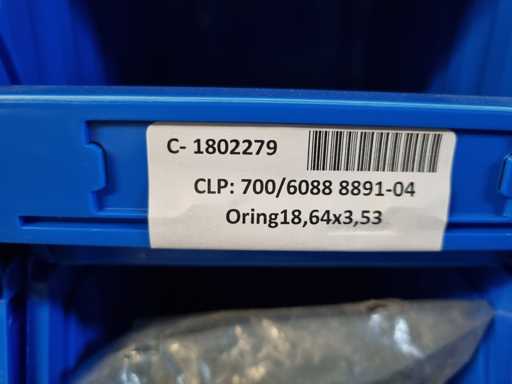 C- 1802279
CLP: 700/6088 8891-04
Oring18,64x3,53